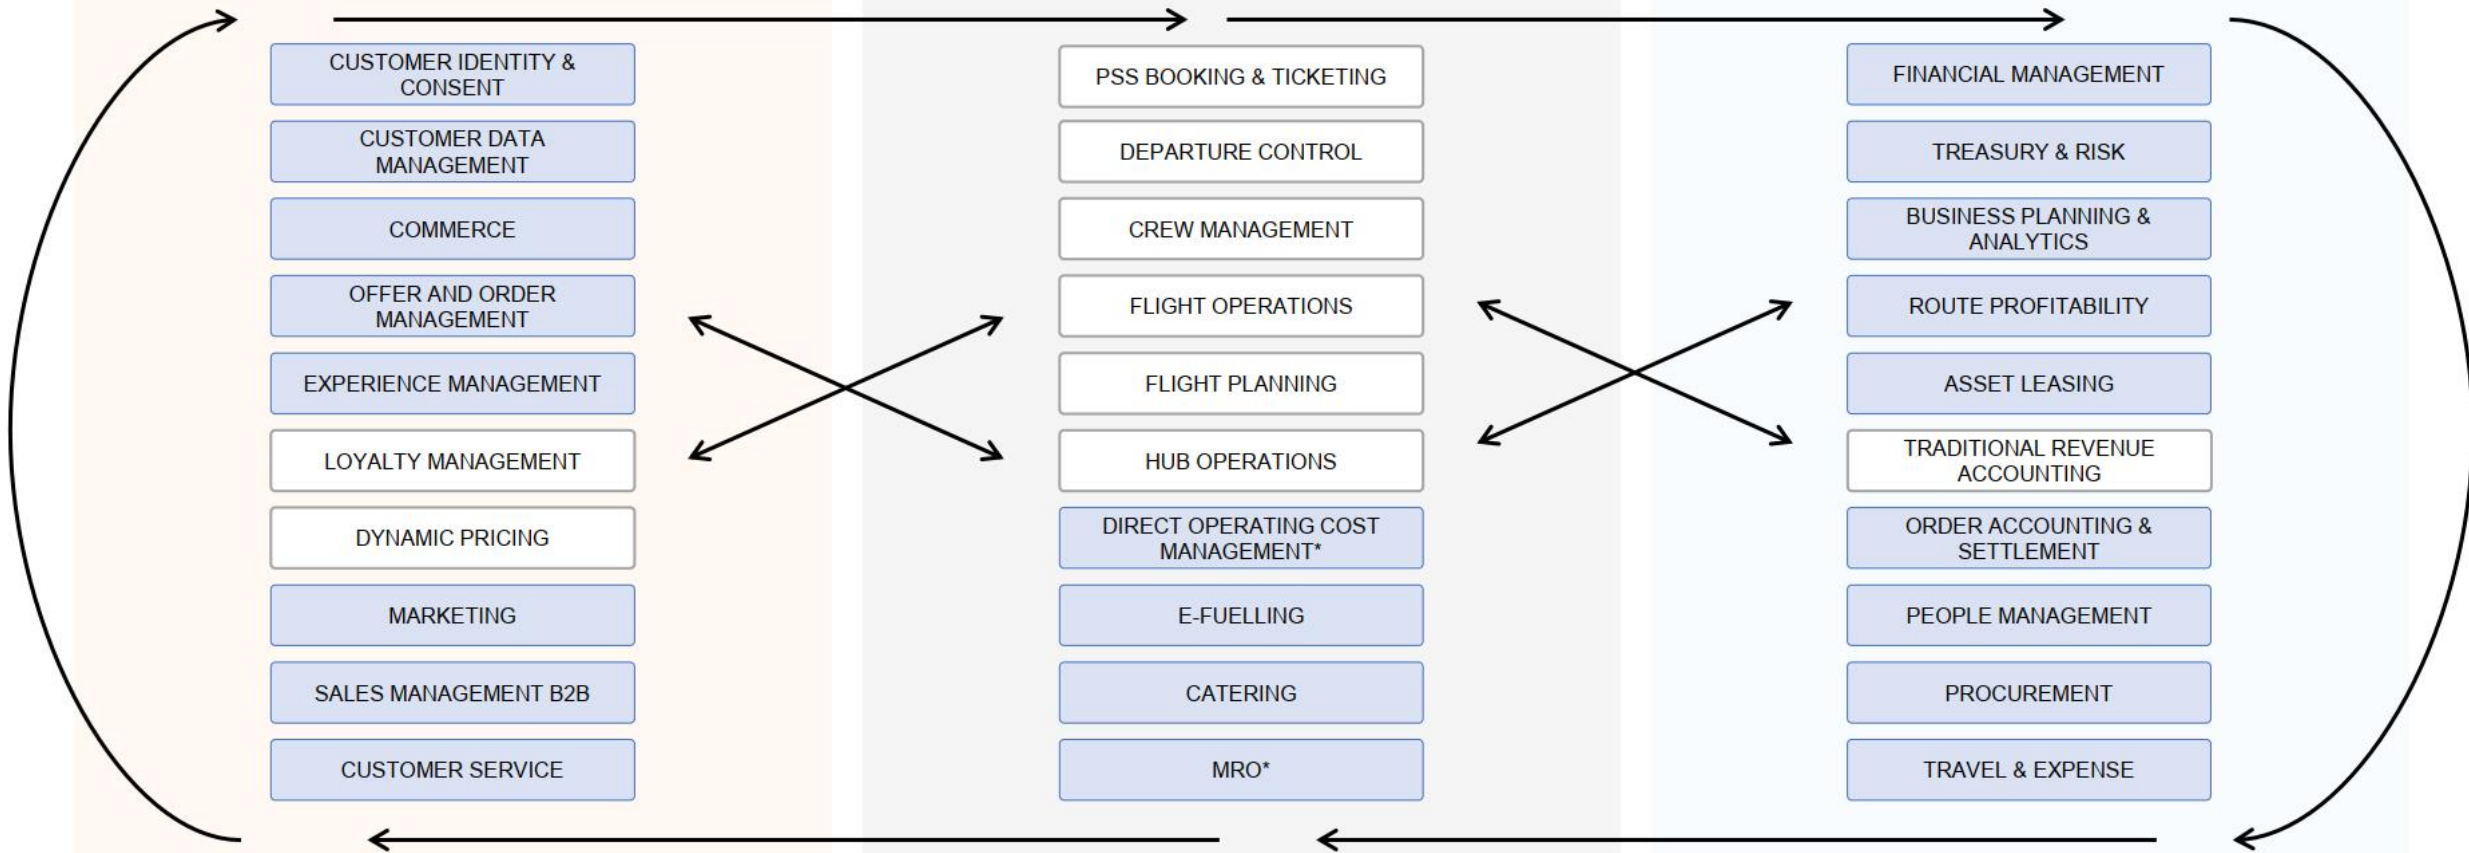 CUSTOMER IDENTITY &
CONSENT
CUSTOMER DATA
MANAGEMENT
COMMERCE
OFFER AND ORDER
MANAGEMENT
EXPERIENCE MANAGEMENT
LOYALTY MANAGEMENT
DYNAMIC PRICING
MARKETING
SALES MANAGEMENT B2B
CUSTOMER SERVICE
PSS BOOKING & TICKETING
DEPARTURE CONTROL
CREW MANAGEMENT
FLIGHT OPERATIONS
FLIGHT PLANNING
HUB OPERATIONS
DIRECT OPERATING COST
MANAGEMENT*
E-FUELLING
CATERING
MRO*
FINANCIAL MANAGEMENT
TREASURY & RISK
BUSINESS PLANNING &
ANALYTICS
ROUTE PROFITABILITY
ASSET LEASING
TRADITIONAL REVENUE
ACCOUNTING
ORDER ACCOUNTING &
SETTLEMENT
PEOPLE MANAGEMENT
PROCUREMENT
TRAVEL & EXPENSE